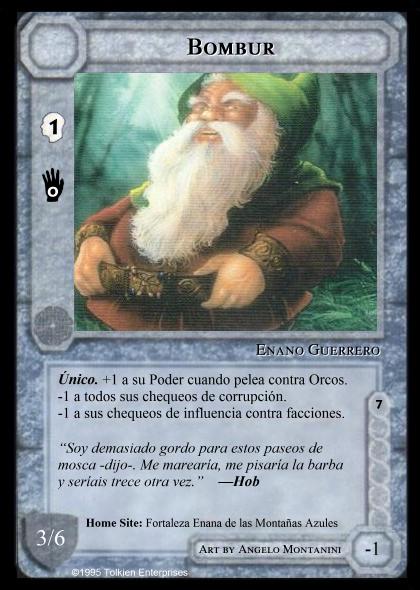 BOMBUR
1
0
ENANO GUERRERO
Único. +1 a su Poder cuando pelea contra Orcos.
-1 a todos sus chequeos de corrupción.
-1 a sus chequeos de influencia contra facciones.
7
“Soy demasiado gordo para estos paseos de
mosca -dijo-. Me marearía, me pisaría la barba
y seríais trece otra vez.” —Hob
Home Site: Fortaleza Enana de las Montañas Azules
3/6
ART BY ANGELO MONTANINI
-1
©1995 Tolkien Enterprises